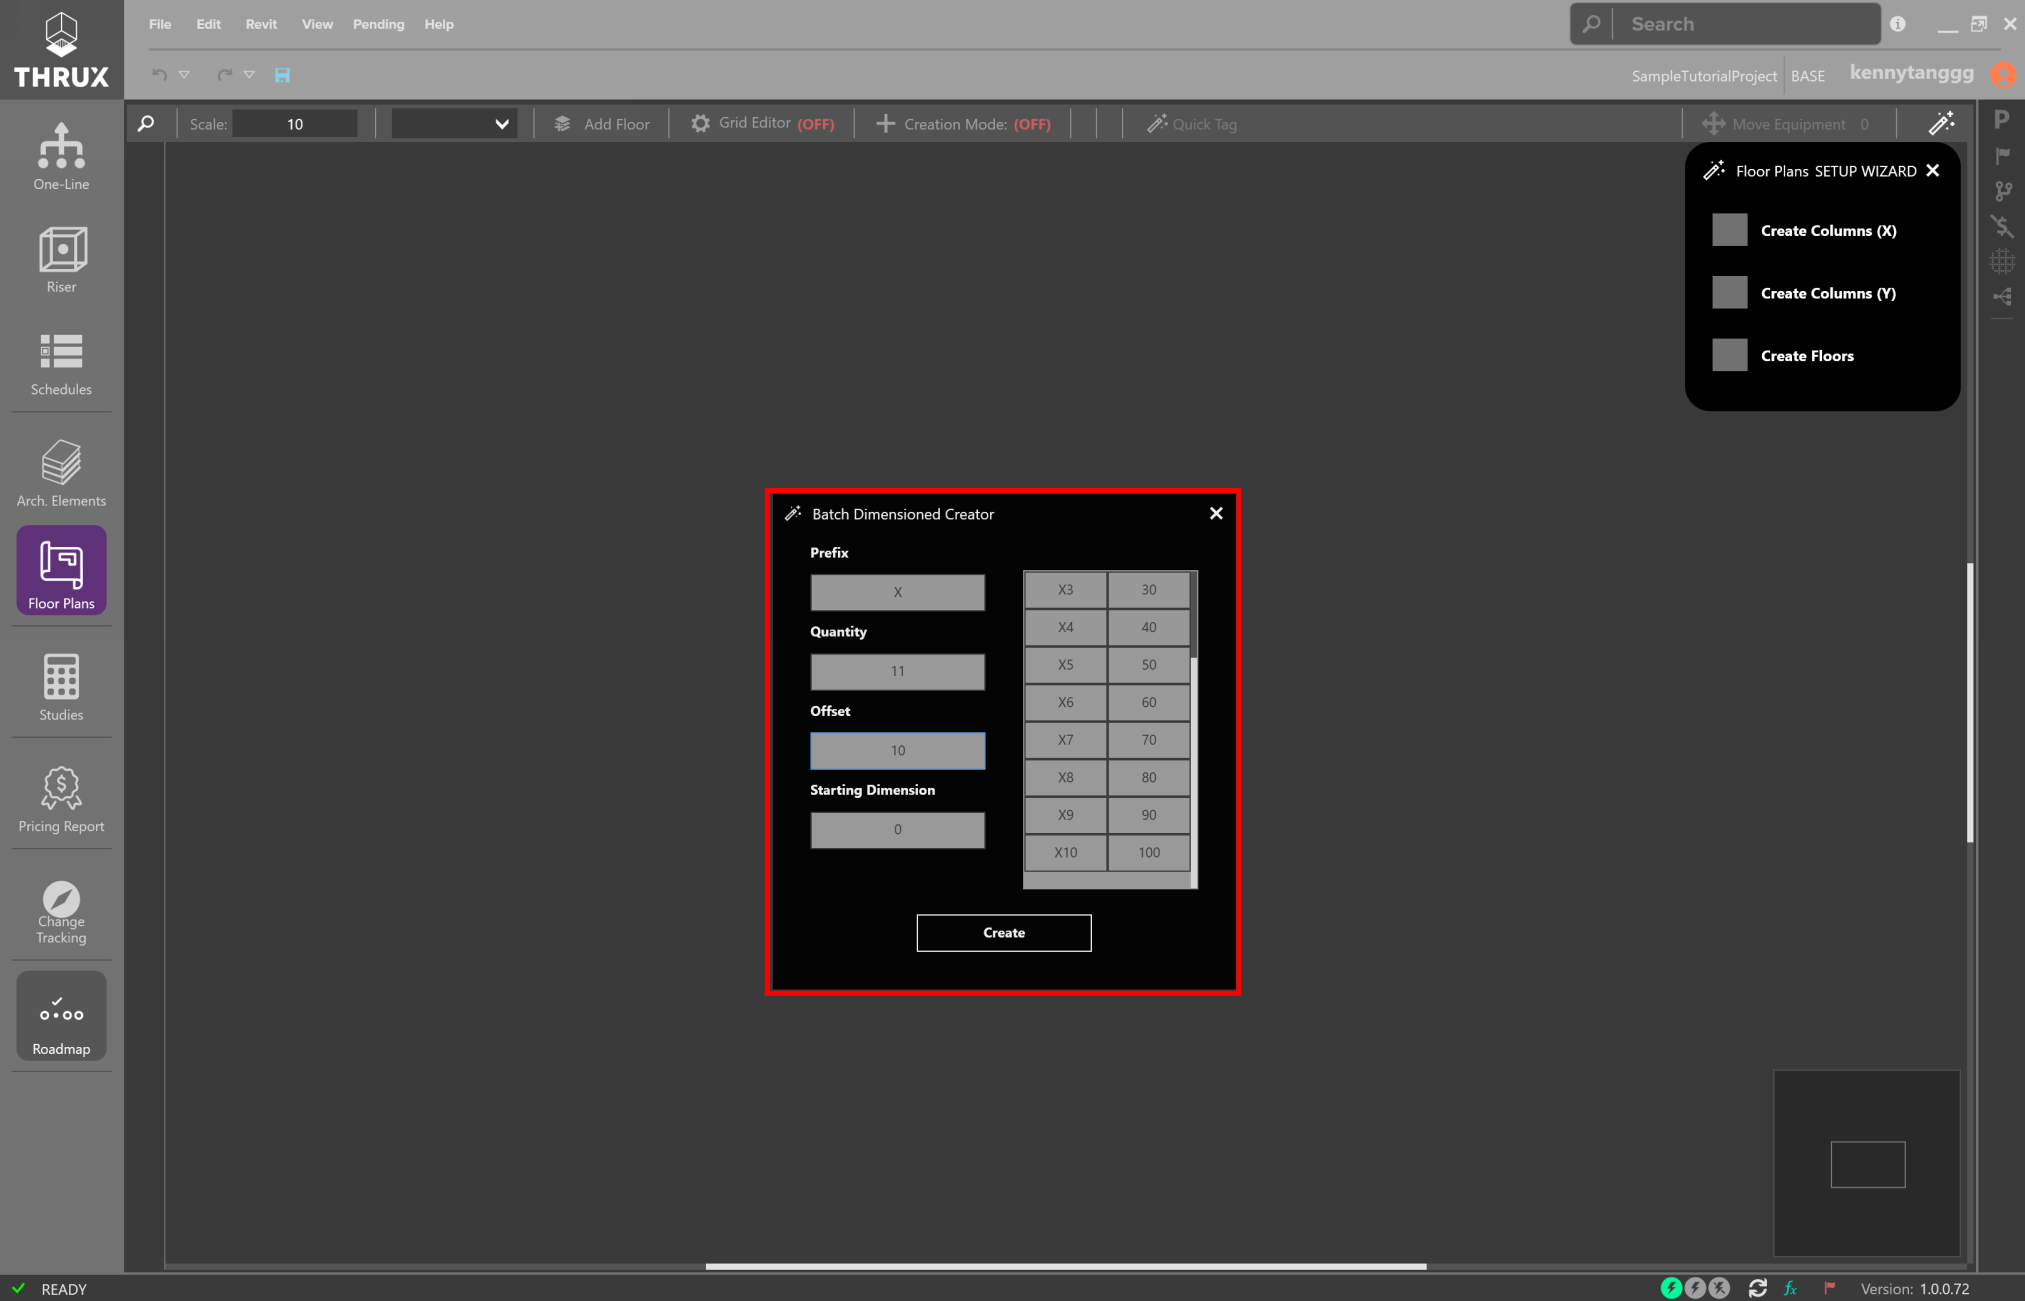 THRUX
File Edit Revit View Pending Help
Search
SampleTutorialProject BASE kennytanggg
Scale: 10 Add Floor Grid Editor (OFF) Creation Mode: (OFF) Quick Tag Move Equipment 0
One-Line
Riser
Schedules
Arch. Elements
Floor Plans
Studies
Pricing Report
Change
Tracking
Roadmap
Floor Plans SETUP WIZARD
Create Columns (X)
Create Columns (Y)
Create Floors
P
Batch Dimensioned Creator
Prefix
X
Quantity
11
Offset
10
Starting Dimension
0
X3 30
X4 40
X5 50
X6 60
X7 70
X8 80
X9 90
X10 100
Create
READY
fx
Version: 1.0.0.72